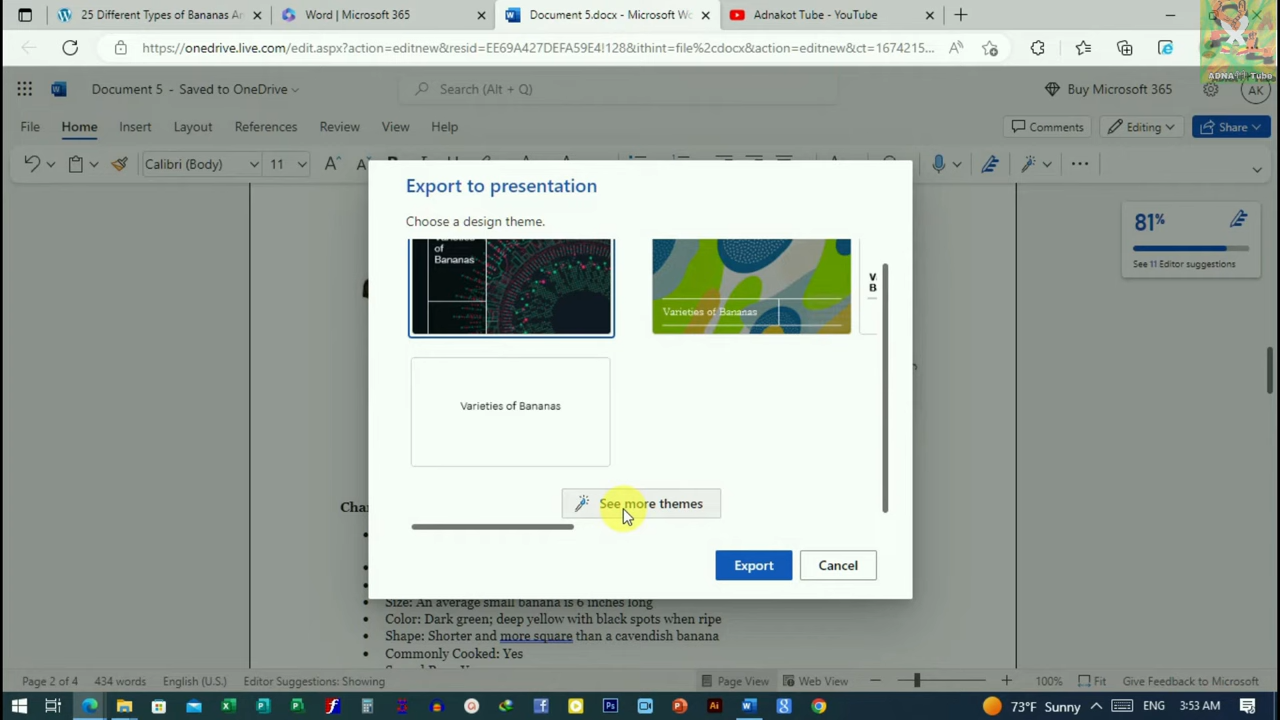 25 Different Types of Bananas Ar
Word | Microsoft 365
Document 5.docx - Microsoft Wo
Adnakot Tube - YouTube
https://onedrive.live.com/edit.aspx?action=editnew&resid=EE69A427DEFA59E4!128&ithint=file%2cdocx&action=editnew&ct=1674215...
ADNAKOT Tube
Document 5 - Saved to OneDrive
Search (Alt + Q)
Buy Microsoft 365
AK
File Home Insert Layout References Review View Help
Comments
Editing
Share
Calibri (Body)
11
Export to presentation
Choose a design theme.
Varieties
of
Bananas
Varieties of Bananas
V
B
Varieties of Bananas
See more themes
Export
Cancel
81%
See 11 Editor suggestions
Cha
Size: An average small banana is 6 inches long
Color: Dark green; deep yellow with black spots when ripe
Shape: Shorter and more square than a cavendish banana
Commonly Cooked: Yes
Page 2 of 4
434 words
English (U.S.)
Editor Suggestions: Showing
Page View
Web View
100%
Fit
Give Feedback to Microsoft
73°F Sunny
ENG
3:53 AM